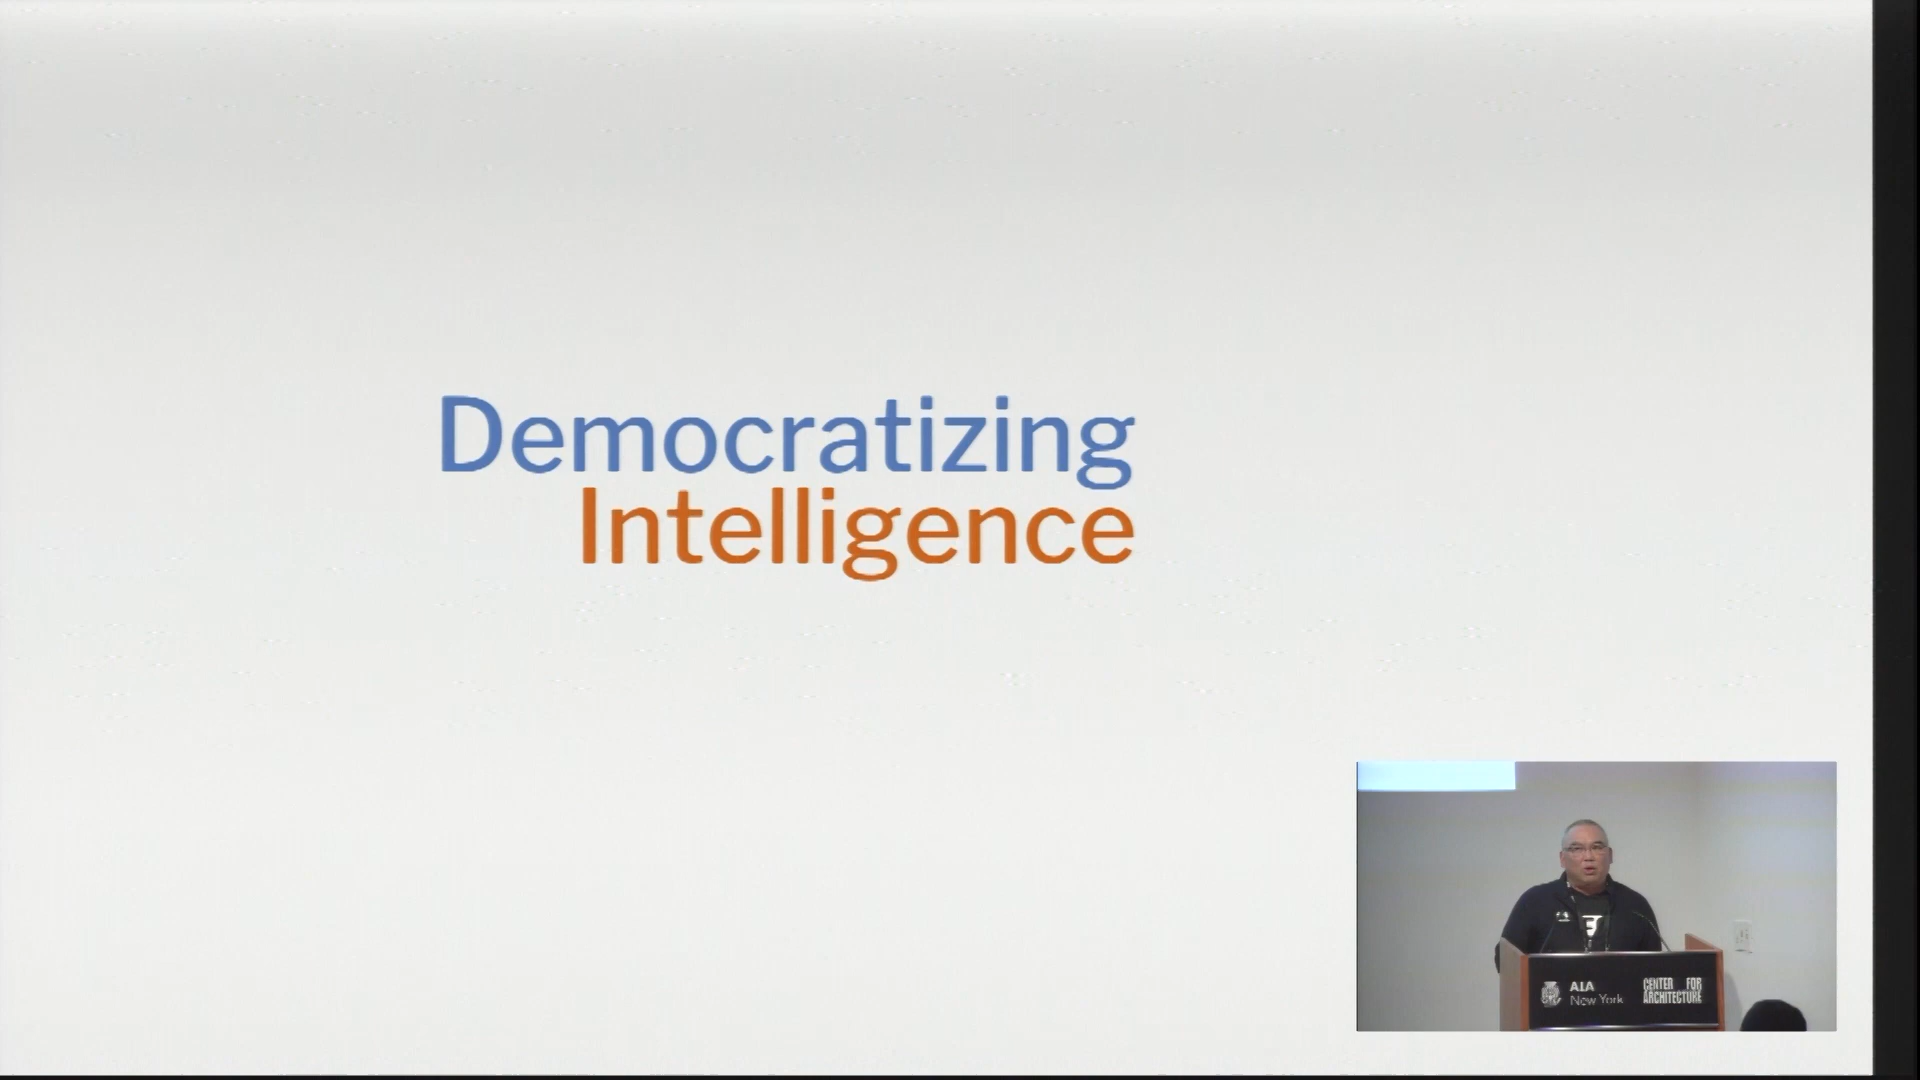 Democratizing
Intelligence
AIA
New York
CENTER FOR
ARCHITECTURE